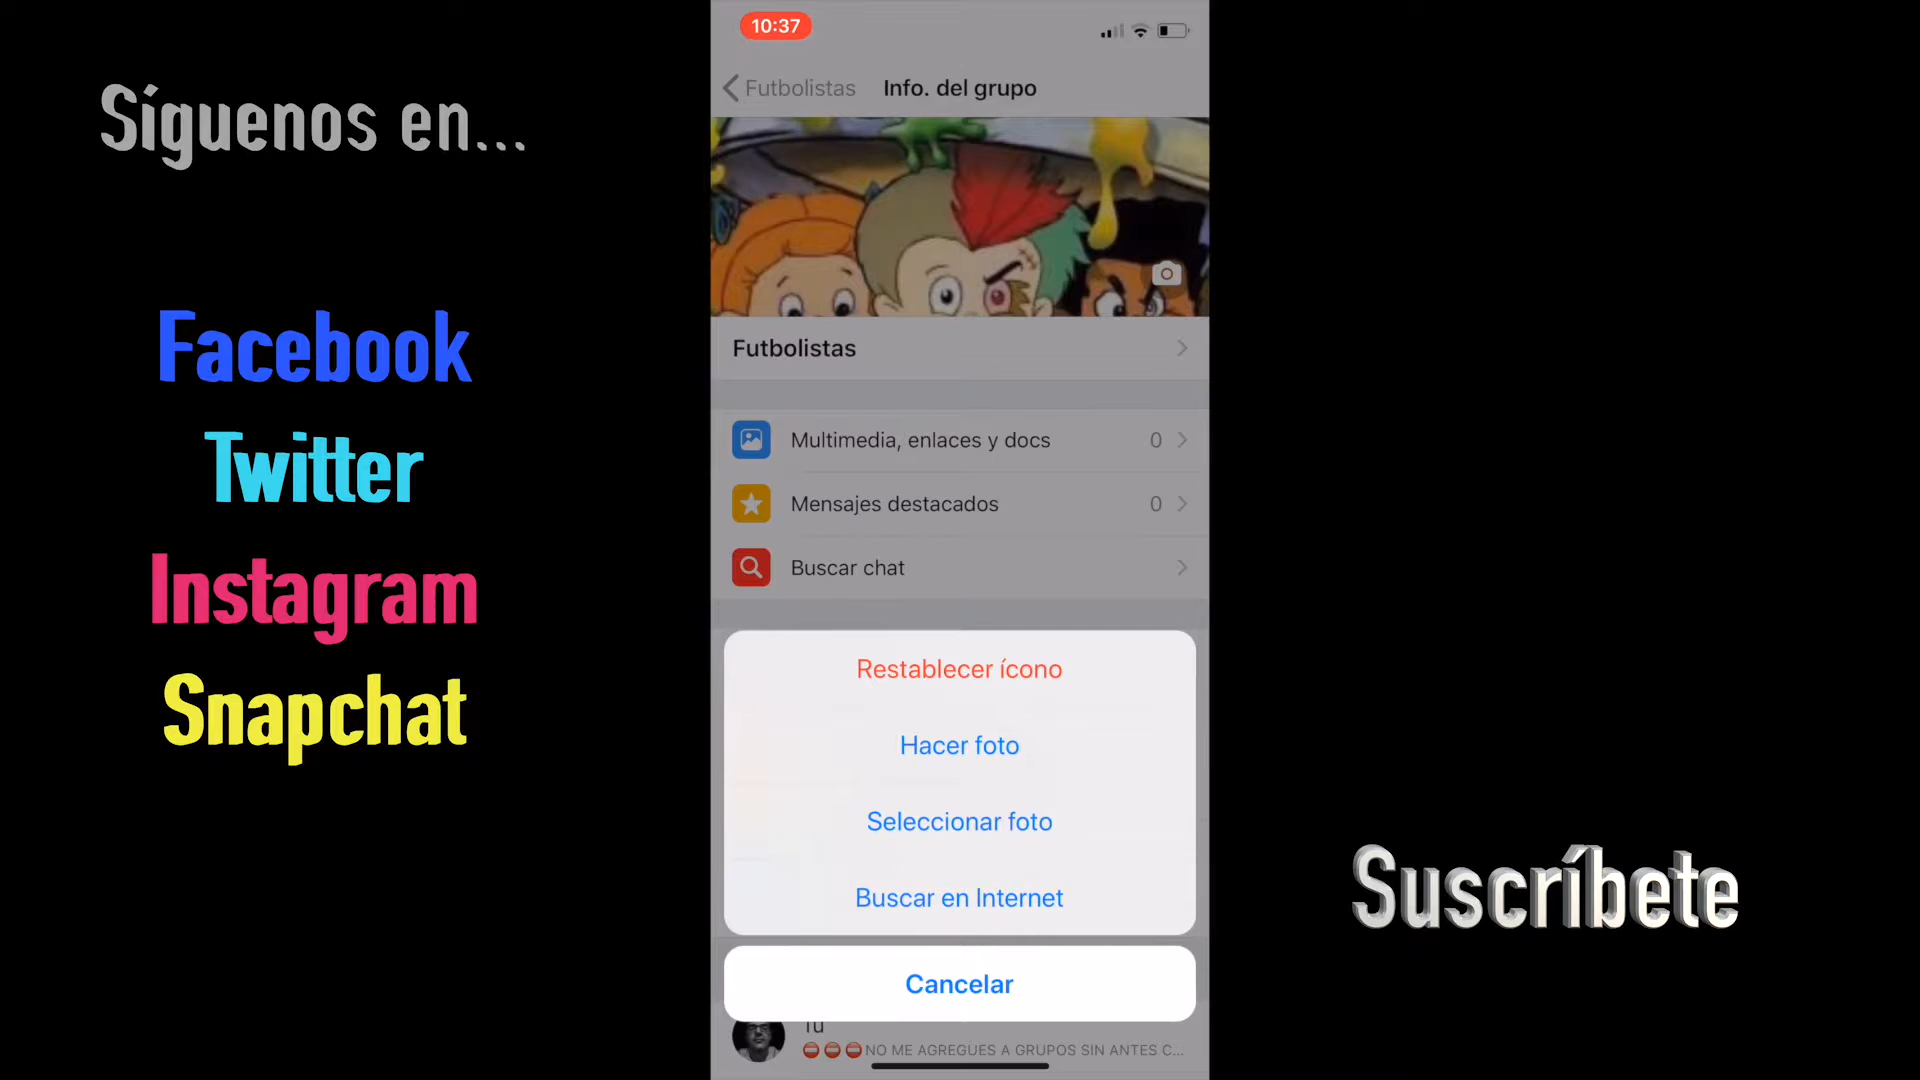 Síguenos en...
Facebook
Twitter
Instagram
Snapchat
10:37
Futbolistas Info. del grupo
Futbolistas
Multimedia, enlaces y docs 0
Mensajes destacados 0
Buscar chat
Restablecer ícono
Hacer foto
Seleccionar foto
Buscar en Internet
Cancelar
Tú
NO ME AGREGUES A GRUPOS SIN ANTES C...
Suscríbete